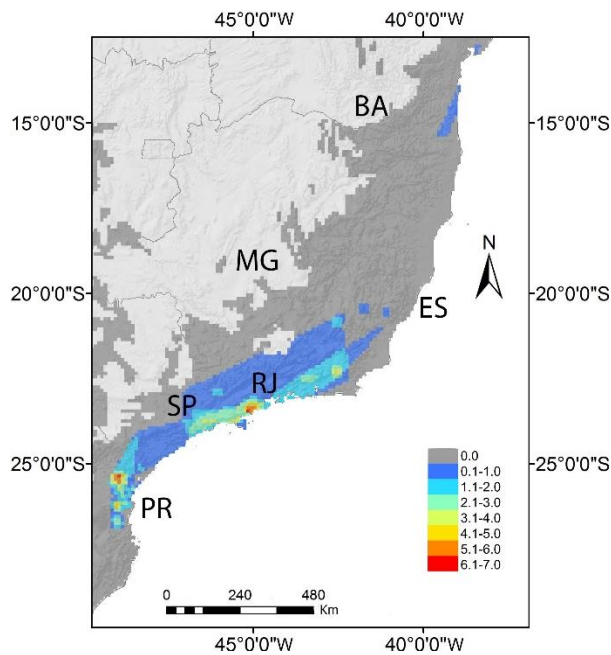 45°0'0"W 40°0'0"W
15°0'0"S 15°0'0"S
BA
N
MG
20°0'0"S 20°0'0"S
ES
RJ
SP
25°0'0"S 25°0'0"S
PR
0.0
0.1-1.0
1.1-2.0
2.1-3.0
3.1-4.0
4.1-5.0
5.1-6.0
6.1-7.0
0 240 480
Km
45°0'0"W 40°0'0"W